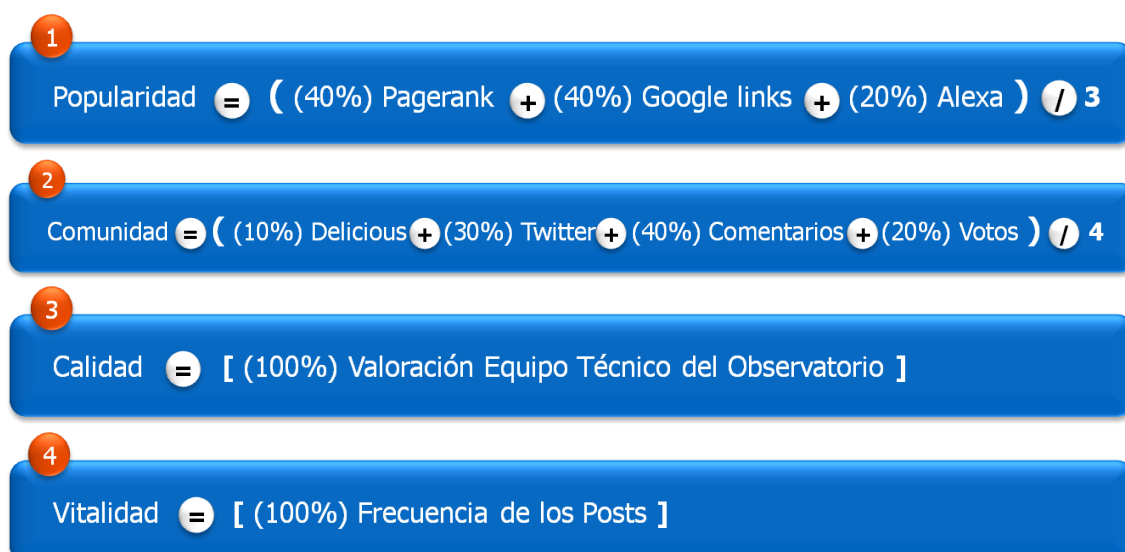 1
Popularidad = ( (40%) Pagerank + (40%) Google links + (20%) Alexa ) / 3
2
Comunidad = ( (10%) Delicious + (30%) Twitter + (40%) Comentarios + (20%) Votos ) / 4
3
Calidad = [ (100%) Valoración Equipo Técnico del Observatorio ]
4
Vitalidad = [ (100%) Frecuencia de los Posts ]